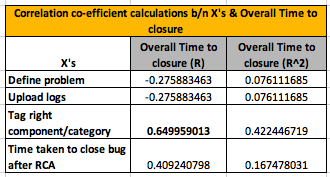 Correlation co-efficient calculations b/n X's & Overall Time to
closure
X's
Overall Time to
closure (R)
Overall Time to
closure (R^2)
Define problem
-0.275883463
0.076111685
Upload logs
-0.275883463
0.076111685
Tag right
component/category
0.649959013
0.422446719
Time taken to close bug
after RCA
0.409240798
0.167478031